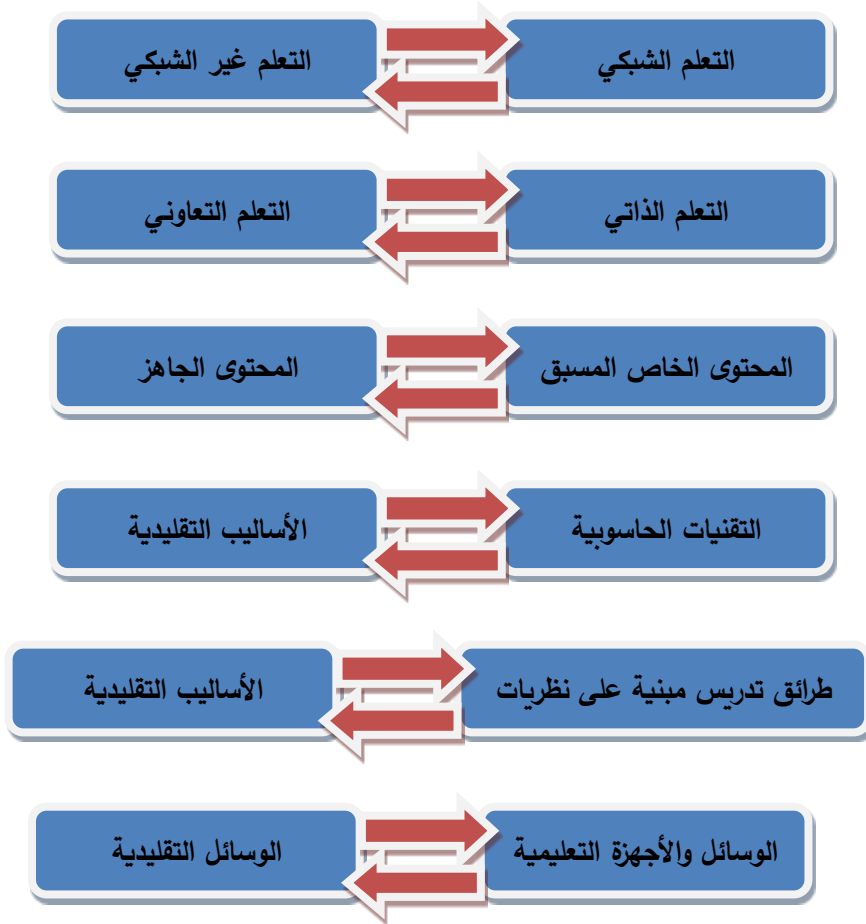 التعلم الشبكي
التعلم غير الشبكي
التعلم الذاتي
التعلم التعاوني
المحتوى الخاص المسبق
المحتوى الجاهز
التقنيات الحاسوبية
الأساليب التقليدية
طرائق تدريس مبنية على نظريات
الأساليب التقليدية
الوسائل والأجهزة التعليمية
الوسائل التقليدية